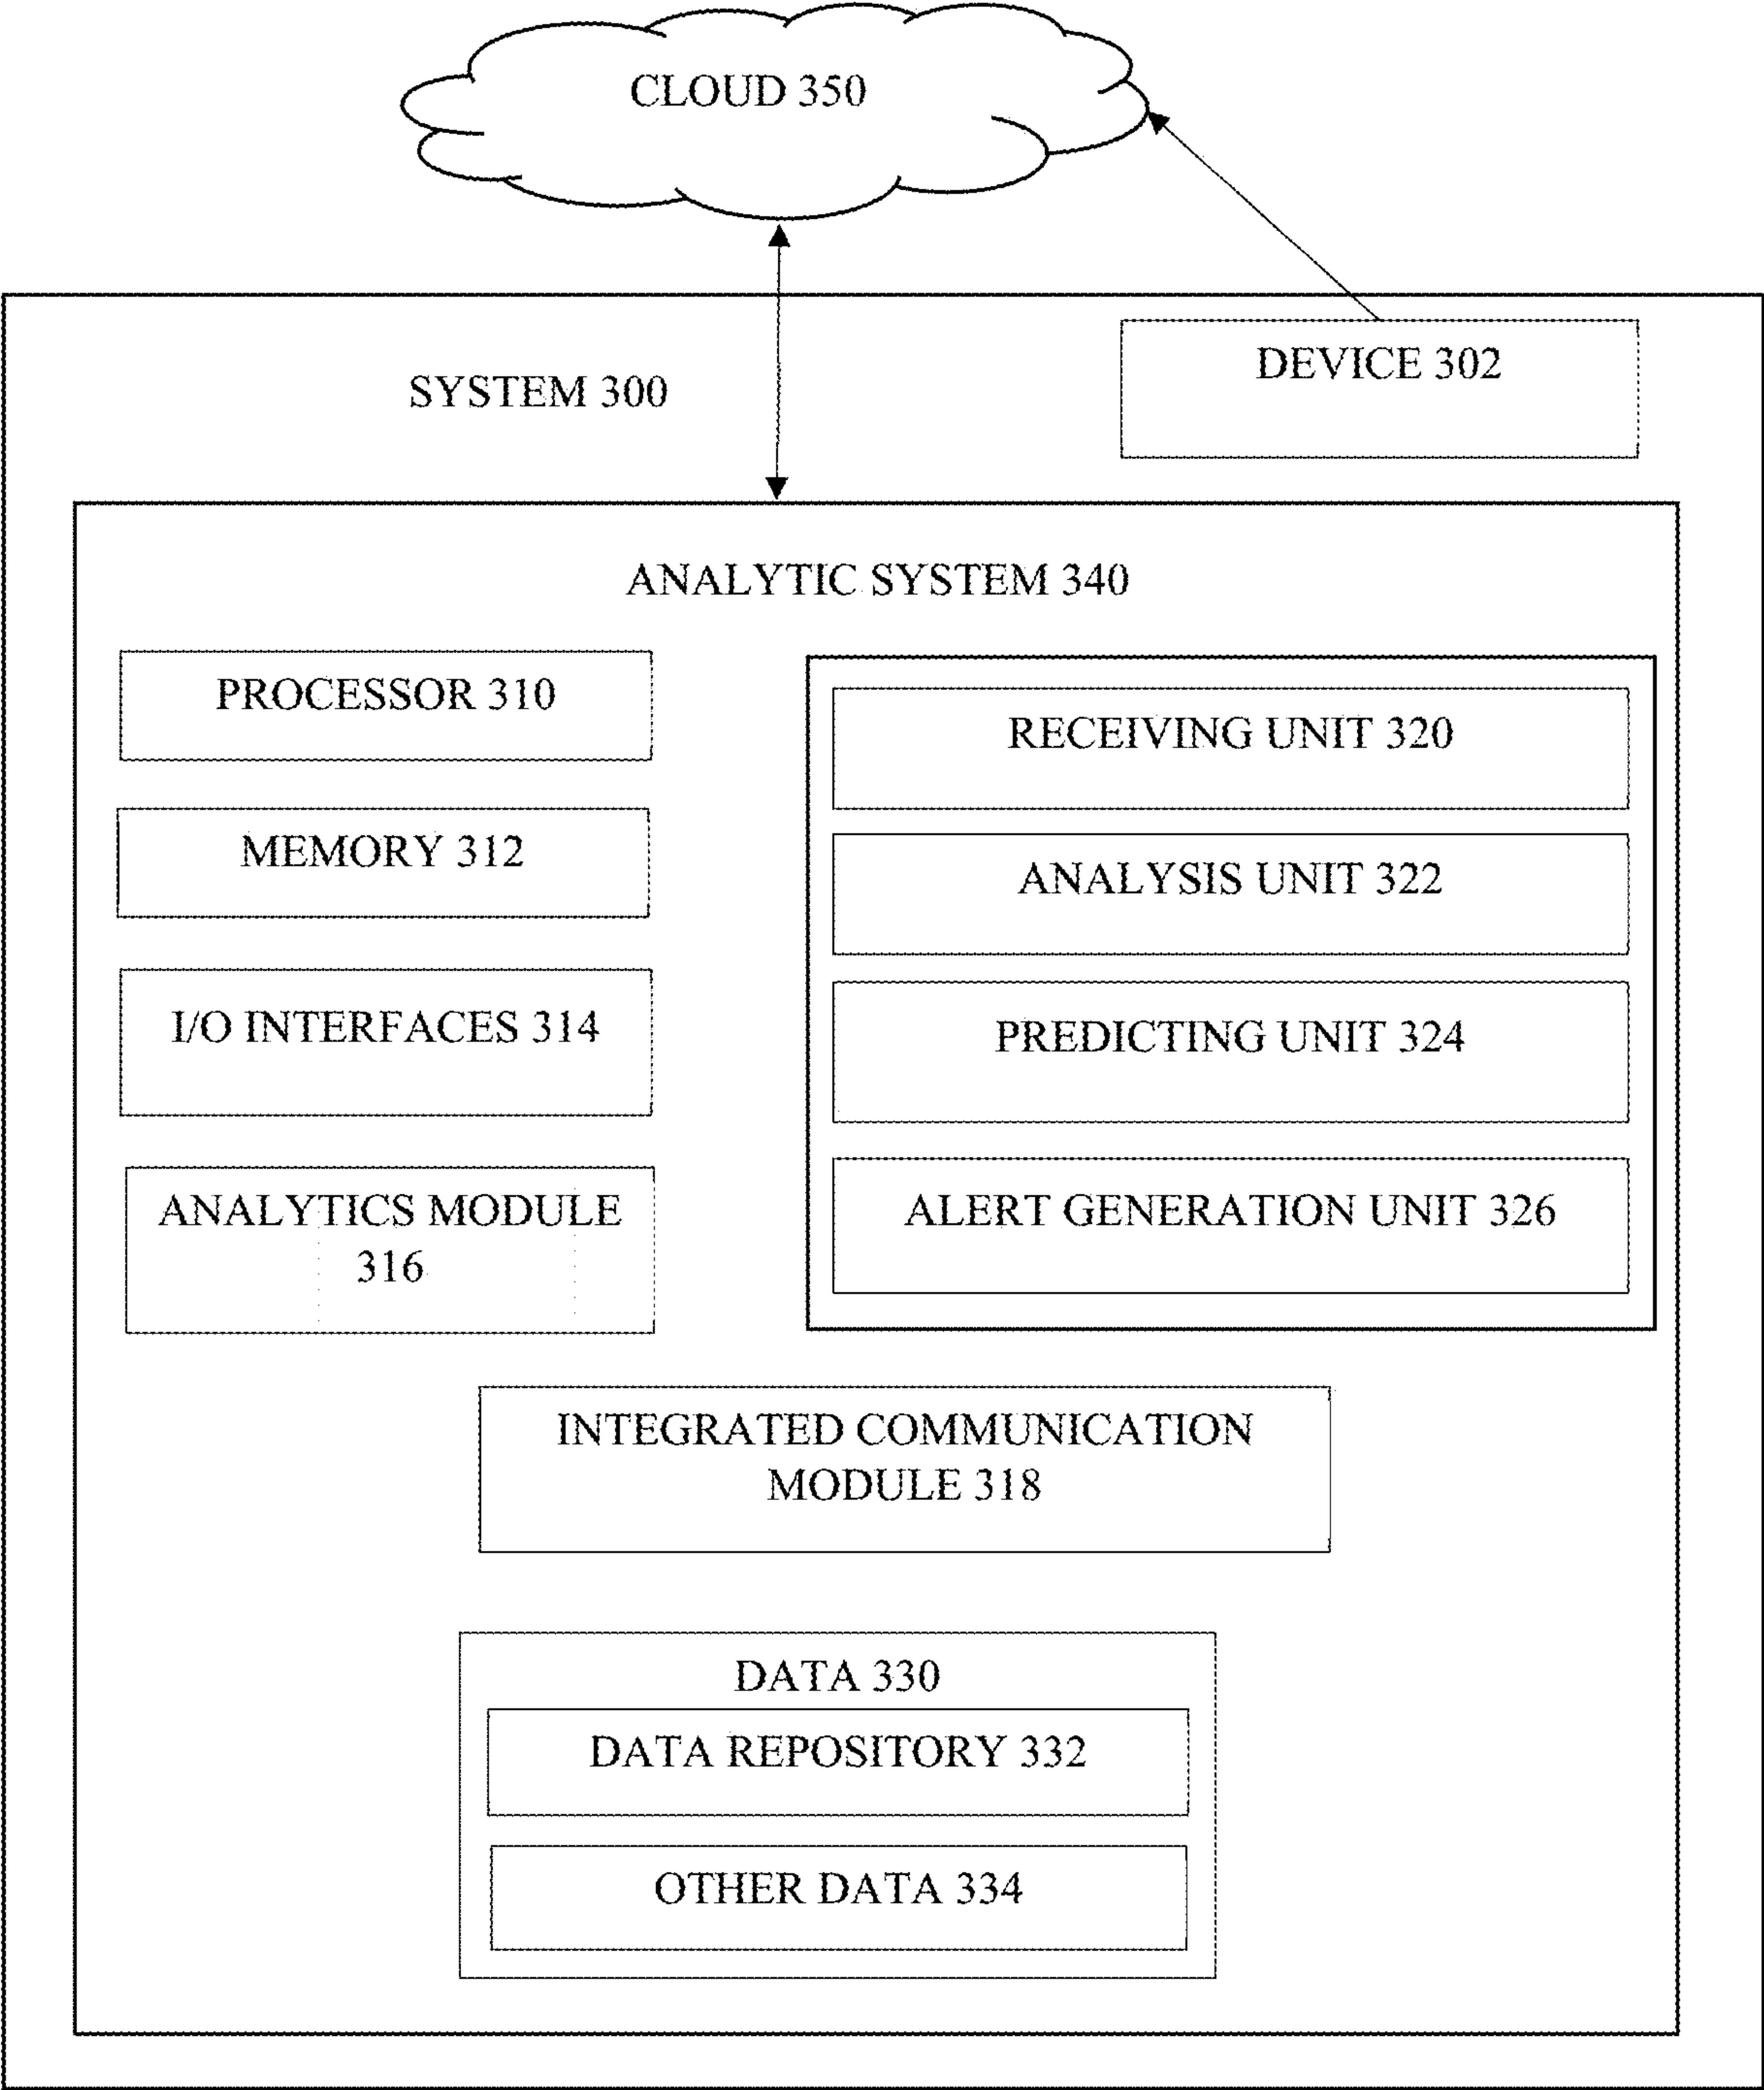 CLOUD 350
SYSTEM 300
DEVICE 302
ANALYTIC SYSTEM 340
PROCESSOR 310
MEMORY 312
I/O INTERFACES 314
ANALYTICS MODULE
316
RECEIVING UNIT 320
ANALYSIS UNIT 322
PREDICTING UNIT 324
ALERT GENERATION UNIT 326
INTEGRATED COMMUNICATION
MODULE 318
DATA 330
DATA REPOSITORY 332
OTHER DATA 334